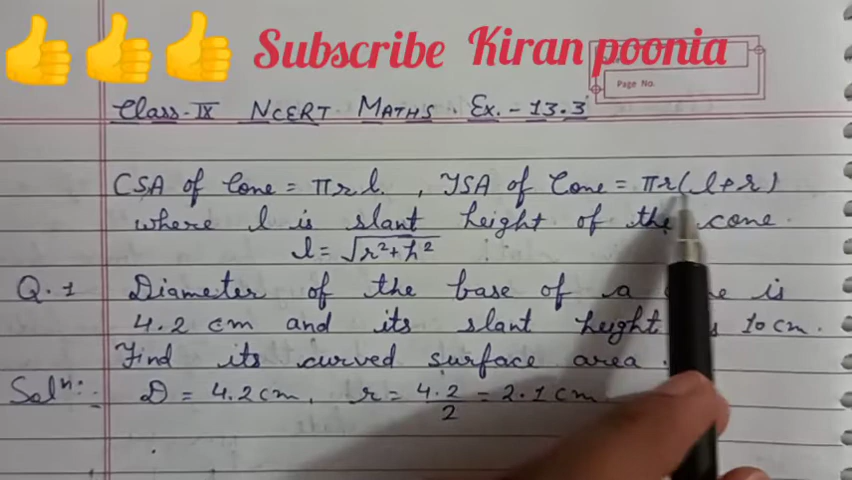 Subscribe Kiran poonia
Page No.
Class-IX NCERT MATHS. Ex.-13.3
CSA of Cone = πrl. , TSA of Cone = πr(l+r)
where l is slant height of the cone.
l = √r²+h²
Q.1 Diameter of the base of a is
4.2 cm and its slant height 10 cm.
Find its curved surface area.
Solⁿ:- D = 4.2 cm, r = 4.2/2 = 2.1 cm